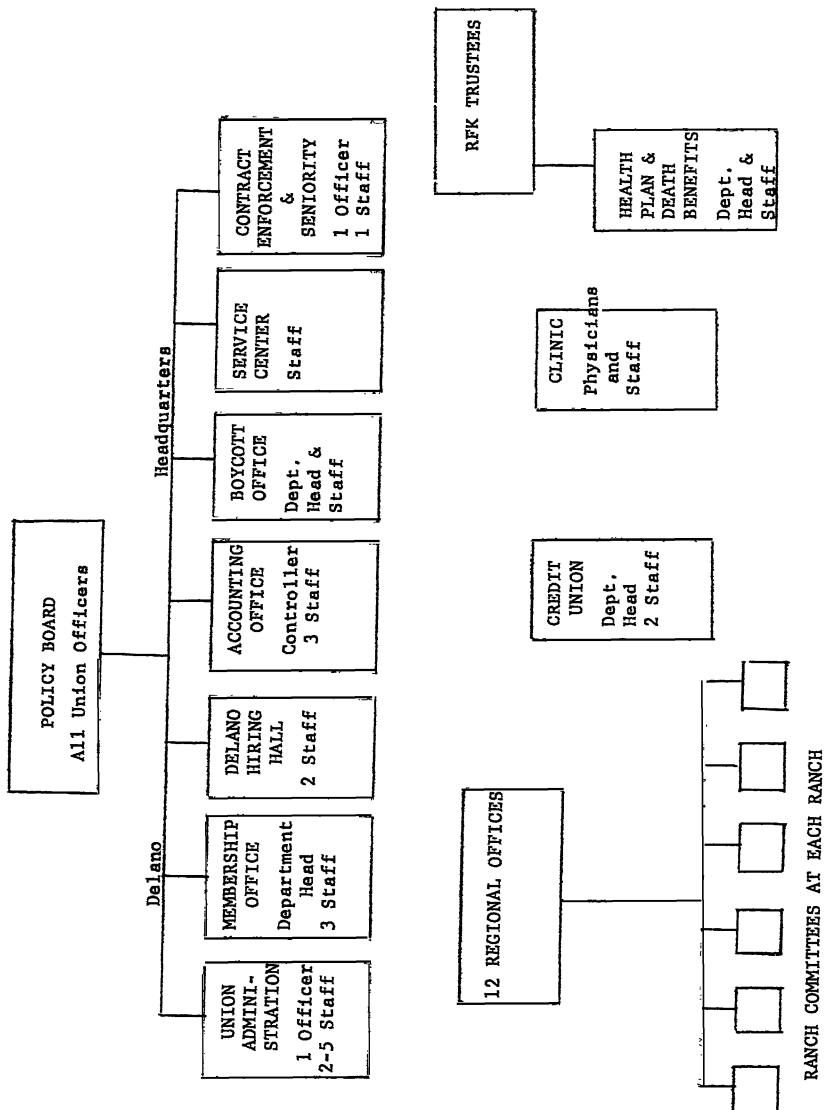 POLICY BOARD
All Union Officers
Delano
Headquarters
UNION
ADMINI-
STRATION
1 Officer
2-5 Staff
MEMBERSHIP
OFFICE
Department
Head
3 Staff
DELANO
HIRING
HALL
2 Staff
ACCOUNTING
OFFICE
Controller
3 Staff
BOYCOTT
OFFICE
Dept.
Head &
Staff
SERVICE
CENTER
Staff
CONTRACT
ENFORCEMENT
&
SENIORITY
1 Officer
1 Staff
12 REGIONAL OFFICES
RANCH COMMITTEES AT EACH RANCH
CREDIT
UNION
Dept.
Head
2 Staff
CLINIC
Physicians
and
Staff
RFK TRUSTEES
HEALTH
PLAN &
DEATH
BENEFITS
Dept.
Head &
Staff